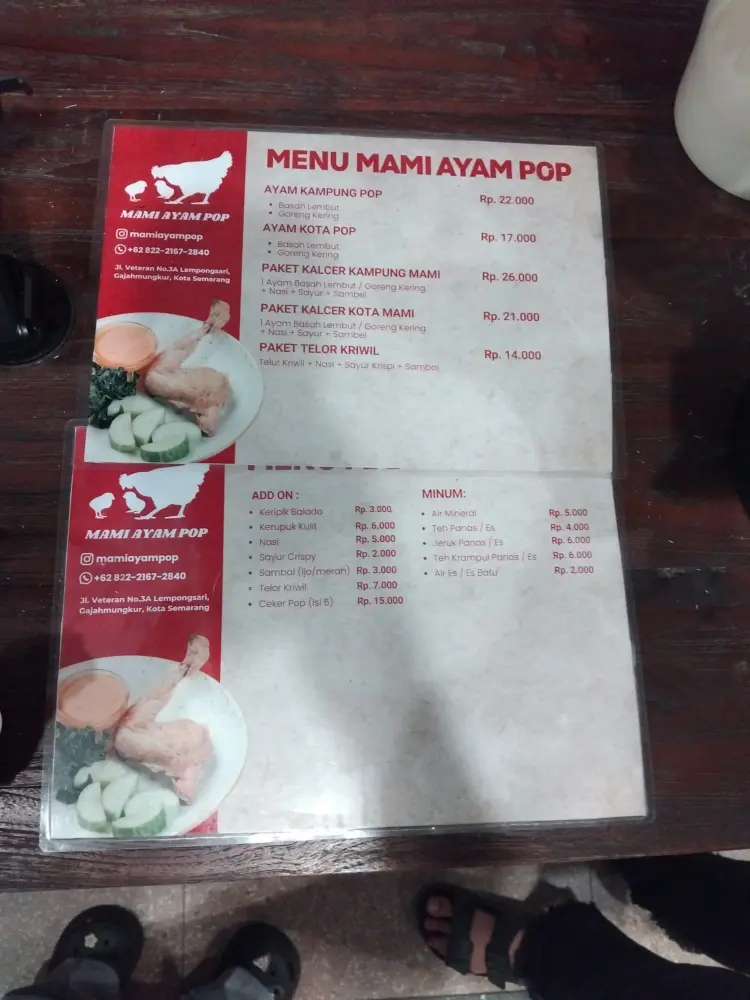 MAMI AYAM POP
mamiayampop
+62 822-2167-2840
Jl. Veteran No.3A Lempongsari,
Gajahmungkur, Kota Semarang
MENU MAMI AYAM POP
AYAM KAMPUNG POP Rp. 22.000
• Basah Lembut
• Goreng Kering
AYAM KOTA POP Rp. 17.000
• Basah Lembut
• Goreng Kering
PAKET KALCER KAMPUNG MAMI Rp. 26.000
1 Ayam Basah Lembut / Goreng Kering
+ Nasi + Sayur + Sambel
PAKET KALCER KOTA MAMI Rp. 21.000
1 Ayam Basah Lembut / Goreng Kering
+ Nasi + Sayur + Sambel
PAKET TELOR KRIWIL Rp. 14.000
Telur Kriwil + Nasi + Sayur Krispi + Sambal
MAMI AYAM POP
mamiayampop
+62 822-2167-2840
Jl. Veteran No.3A Lempongsari,
Gajahmungkur, Kota Semarang
ADD ON :
• Keripik Balado Rp. 3.000
• Kerupuk Kulit Rp. 6.000
• Nasi Rp. 5.000
• Sayur Crispy Rp. 2.000
• Sambal (Ijo/merah) Rp. 3.000
• Telor Kriwil Rp. 7.000
• Ceker Pop (isi 5) Rp. 15.000
MINUM:
• Air Mineral Rp. 5.000
• Teh Panas / Es Rp. 4.000
• Jeruk Panas / Es Rp. 6.000
• Teh Krampul Panas / Es Rp. 6.000
• Air Es / Es Batu Rp. 2.000